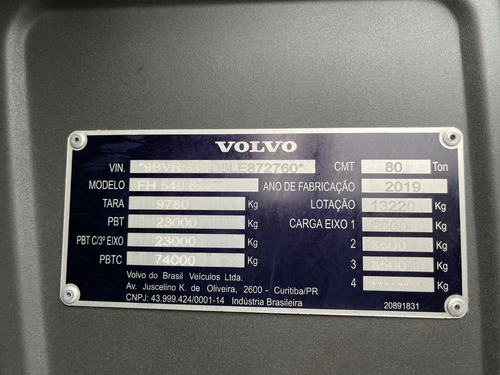 VOLVO
VIN. D8LE872760*
CMT 80 Ton
MODELO FH 540
ANO DE FABRICAÇÃO 2019
TARA 9780 Kg
LOTAÇÃO 13220 Kg
PBT 23000 Kg
CARGA EIXO 1 Kg
PBT C/3º EIXO 23000 Kg
2 8500 Kg
PBTC 74000 Kg
3 8500 Kg
4 Kg
Volvo do Brasil Veículos Ltda.
Av. Juscelino K. de Oliveira, 2600 - Curitiba/PR
CNPJ: 43.999.424/0001-14 Indústria Brasileira
20891831